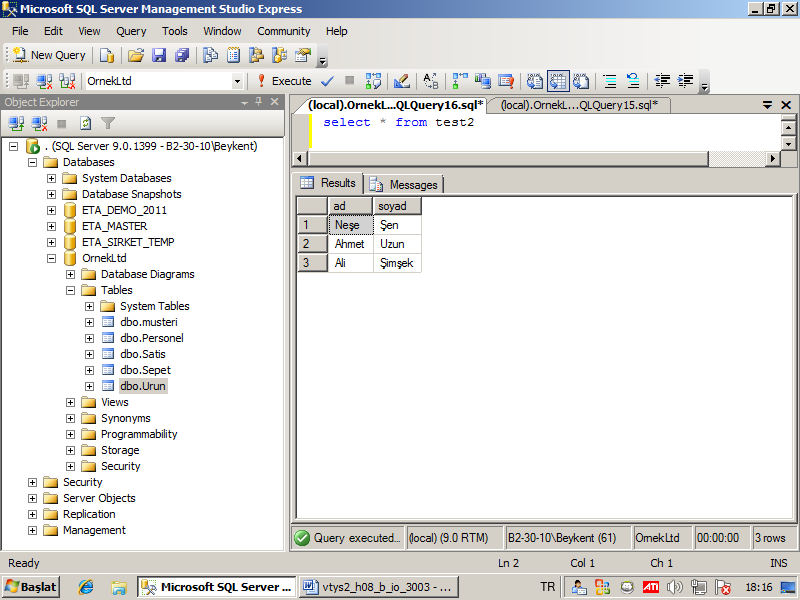 Microsoft SQL Server Management Studio Express
File Edit View Query Tools Window Community Help
New Query
OrnekLtd Execute
Object Explorer
(local).OrnekL...QLQuery16.sql* (local).OrnekL...QLQuery15.sql*
select * from test2
. (SQL Server 9.0.1399 - B2-30-10\Beykent)
Databases
System Databases
Database Snapshots
ETA_DEMO_2011
ETA_MASTER
ETA_SIRKET_TEMP
OrnekLtd
Database Diagrams
Tables
System Tables
dbo.musteri
dbo.Personel
dbo.Satis
dbo.Sepet
dbo.Urun
Views
Synonyms
Programmability
Storage
Security
Security
Server Objects
Replication
Management
Results Messages
ad soyad
1 Neşe Şen
2 Ahmet Uzun
3 Ali Şimşek
Query executed... (local) (9.0 RTM) B2-30-10\Beykent (61) OrnekLtd 00:00:00 3 rows
Ready Ln 2 Col 1 Ch 1 INS
Başlat Microsoft SQL Server ... vtys2_h08_b_io_3003 - ... TR ATI 18:16